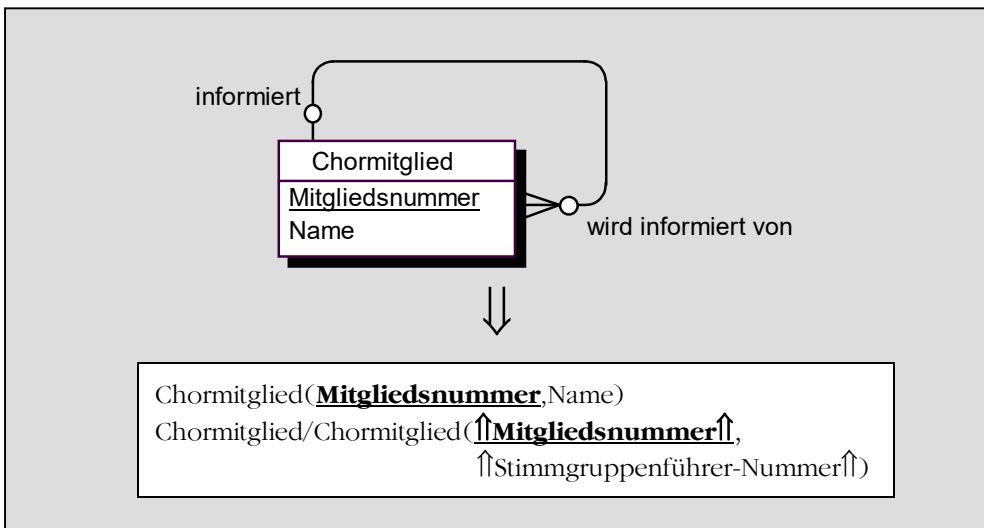 informiert
Chormitglied
Mitgliedsnummer
Name
wird informiert von
⇓
Chormitglied(Mitgliedsnummer,Name)
Chormitglied/Chormitglied(⇑Mitgliedsnummer⇑,
⇑Stimmgruppenführer-Nummer⇑)